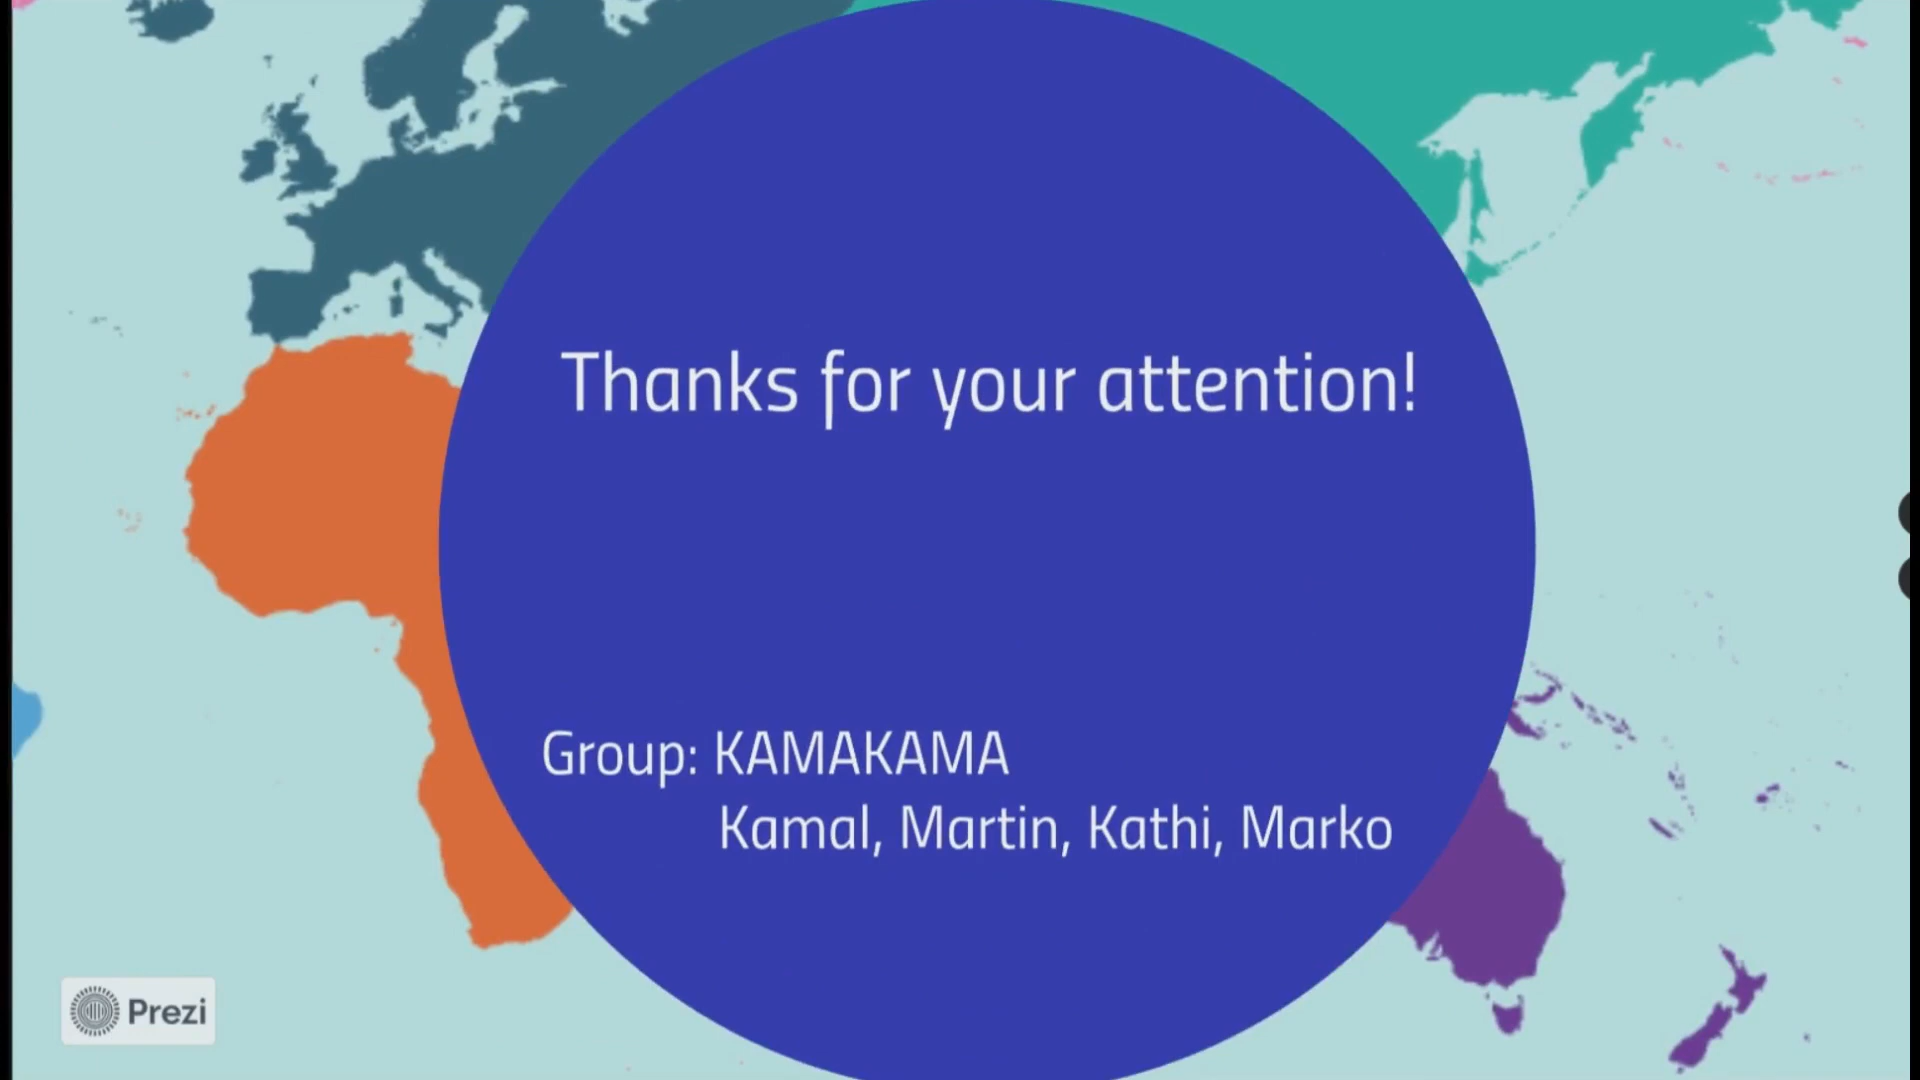 Thanks for your attention!
Group: KAMAKAMA
Kamal, Martin, Kathi, Marko
Prezi